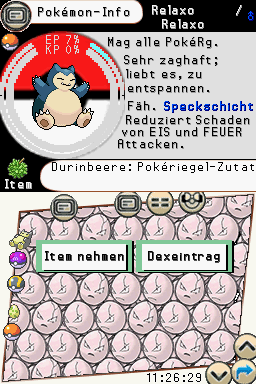 Pokémon-Info
Relaxo
Relaxo
EP 7%
KP 0%
Mag alle PokéRg.
Sehr zaghaft;
liebt es, zu
entspannen.
Fäh. Speckschicht
Reduziert Schaden
von EIS und FEUER
Attacken.
Item
Durinbeere: Pokériegel-Zutat
Item nehmen
Dexeintrag
11:26:29